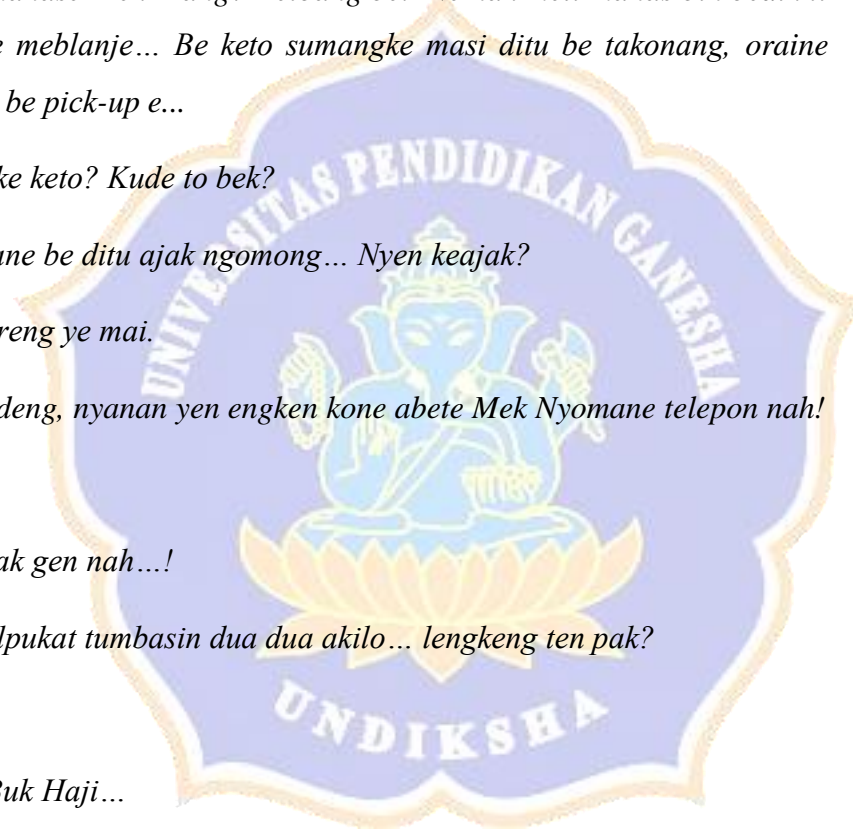 e meblanje… Be keto sumangke masi ditu be takonang, oraine
be pick-up e...
ke keto? Kude to bek?
ne be ditu ajak ngomong… Nyen keajak?
reng ye mai.
deng, nyanan yen engken kone abete Mek Nyomane telepon nah!
ak gen nah…!
lpukat tumbasin dua dua akilo… lengkeng ten pak?
Buk Haji…
UNIVERSITAS PENDIDIKAN GANESHA
UNDIKSHA